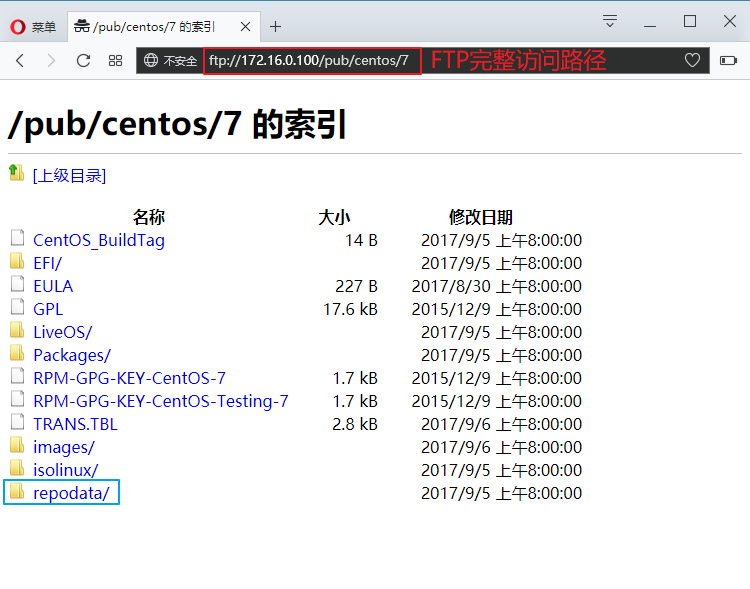 菜单 /pub/centos/7 的索引
不安全 ftp://172.16.0.100/pub/centos/7 FTP完整访问路径
/pub/centos/7 的索引
[上级目录]
名称 大小 修改日期
CentOS_BuildTag 14 B 2017/9/5 上午8:00:00
EFI/ 2017/9/5 上午8:00:00
EULA 227 B 2017/8/30 上午8:00:00
GPL 17.6 kB 2015/12/9 上午8:00:00
LiveOS/ 2017/9/5 上午8:00:00
Packages/ 2017/9/5 上午8:00:00
RPM-GPG-KEY-CentOS-7 1.7 kB 2015/12/9 上午8:00:00
RPM-GPG-KEY-CentOS-Testing-7 1.7 kB 2015/12/9 上午8:00:00
TRANS.TBL 2.8 kB 2017/9/6 上午8:00:00
images/ 2017/9/6 上午8:00:00
isolinux/ 2017/9/5 上午8:00:00
repodata/ 2017/9/5 上午8:00:00